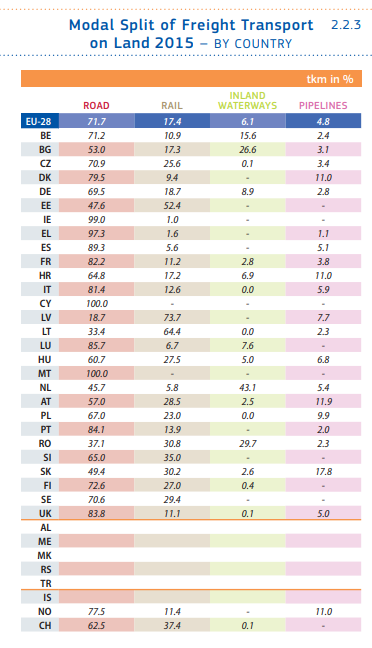 Modal Split of Freight Transport 2.2.3
on Land 2015 – BY COUNTRY
tkm in %
ROAD RAIL INLAND WATERWAYS PIPELINES
EU-28 71.7 17.4 6.1 4.8
BE 71.2 10.9 15.6 2.4
BG 53.0 17.3 26.6 3.1
CZ 70.9 25.6 0.1 3.4
DK 79.5 9.4 - 11.0
DE 69.5 18.7 8.9 2.8
EE 47.6 52.4 - -
IE 99.0 1.0 - -
EL 97.3 1.6 - 1.1
ES 89.3 5.6 - 5.1
FR 82.2 11.2 2.8 3.8
HR 64.8 17.2 6.9 11.0
IT 81.4 12.6 0.0 5.9
CY 100.0 - - -
LV 18.7 73.7 - 7.7
LT 33.4 64.4 0.0 2.3
LU 85.7 6.7 7.6 -
HU 60.7 27.5 5.0 6.8
MT 100.0 - - -
NL 45.7 5.8 43.1 5.4
AT 57.0 28.5 2.5 11.9
PL 67.0 23.0 0.0 9.9
PT 84.1 13.9 - 2.0
RO 37.1 30.8 29.7 2.3
SI 65.0 35.0 - -
SK 49.4 30.2 2.6 17.8
FI 72.6 27.0 0.4 -
SE 70.6 29.4 - -
UK 83.8 11.1 0.1 5.0
AL
ME
MK
RS
TR
IS
NO 77.5 11.4 - 11.0
CH 62.5 37.4 0.1 -